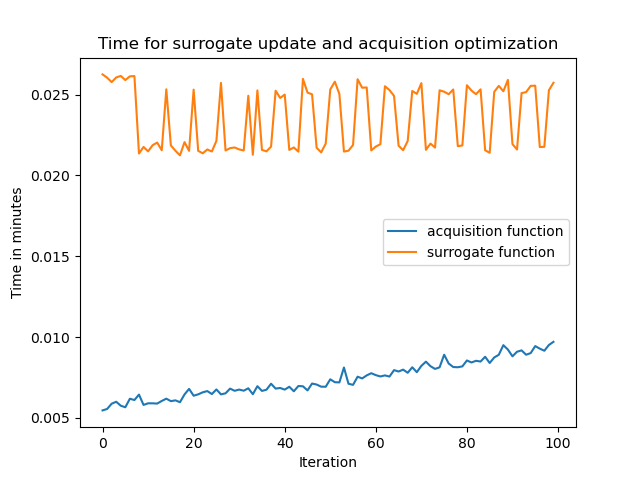 Time for surrogate update and acquisition optimization
0.025
0.020
0.015
0.010
0.005
Time in minutes
acquisition function
surrogate function
0 20 40 60 80 100
Iteration